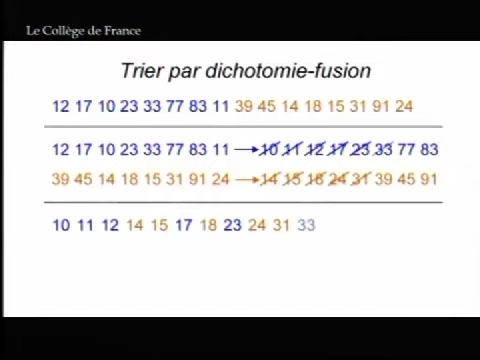 Le Collège de France
Trier par dichotomie-fusion
12 17 10 23 33 77 83 11 39 45 14 18 15 31 91 24
12 17 10 23 33 77 83 11 → 10 11 12 17 23 33 77 83
39 45 14 18 15 31 91 24 → 14 15 18 24 31 39 45 91
10 11 12 14 15 17 18 23 24 31 33